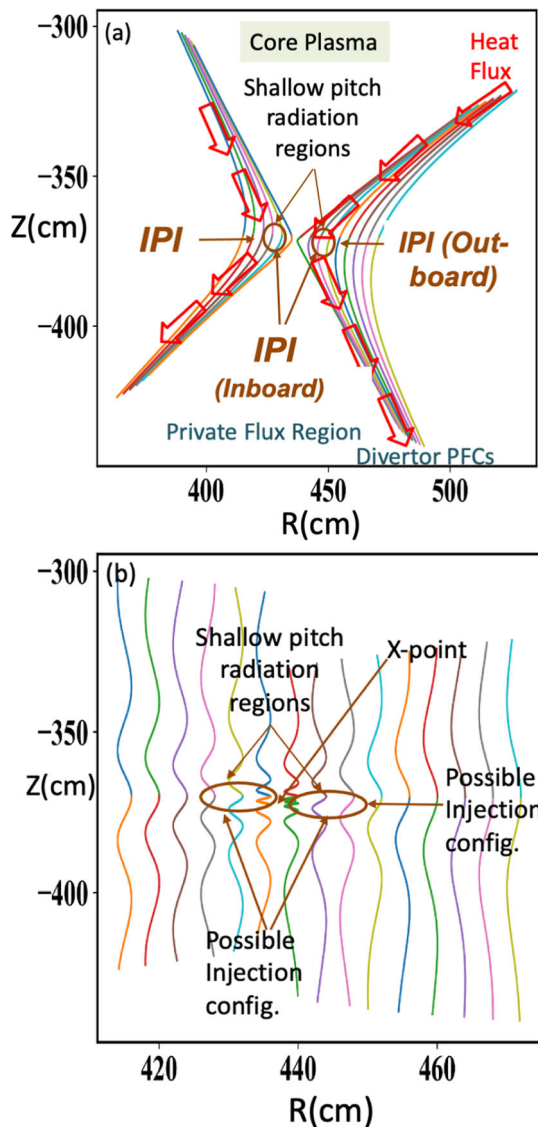 (a)
Core Plasma
Heat
Flux
Shallow pitch
radiation
regions
IPI
IPI (Out-
board)
IPI
(Inboard)
Private Flux Region
Divertor PFCs
Z(cm)
−300
−350
−400
400
450
500
R(cm)
(b)
Shallow pitch
radiation
regions
X-point
Possible
Injection
config.
Possible
Injection
config.
Z(cm)
−300
−350
−400
420
440
460
R(cm)